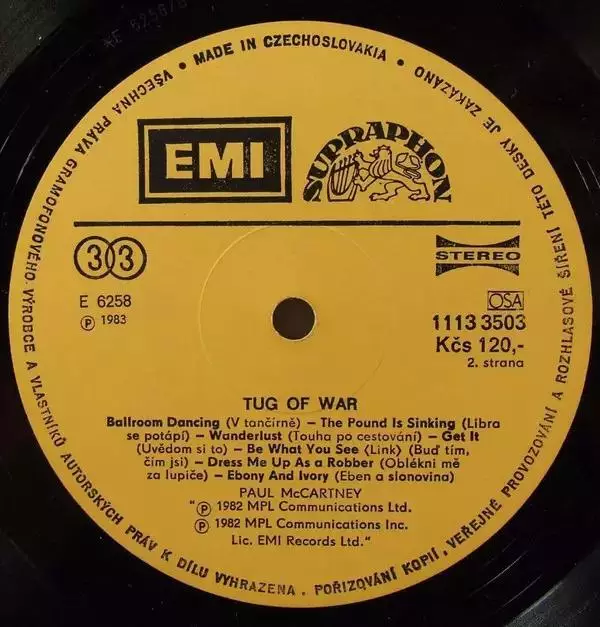 KE 6256/B
• MADE IN CZECHOSLOVAKIA •
VŠECHNA PRÁVA GRAMOFONOVÉHO VÝROBCE A VLASTNÍKŮ AUTORSKÝCH PRÁV K DÍLU VYHRAZENA. POŘIZOVÁNÍ KOPIÍ, VEŘEJNÉ PROVOZOVÁNÍ A ROZHLASOVÉ ŠÍŘENÍ TÉTO DESKY JE ZAKÁZÁNO
EMI
SUPRAPHON
33
STEREO
E 6258
OSA
℗ 1983
1113 3503
Kčs 120,-
2. strana
TUG OF WAR
Ballroom Dancing (V tančírně) – The Pound Is Sinking (Libra
se potápí) – Wanderlust (Touha po cestování) – Get It
(Uvědom si to) – Be What You See <Link> (Buď tím,
čím jsi) – Dress Me Up As a Robber (Oblékni mě
za lupiče) – Ebony And Ivory (Eben a slonovina)
PAUL McCARTNEY
"℗ 1982 MPL Communications Ltd.
℗ 1982 MPL Communications Inc.
Lic. EMI Records Ltd."